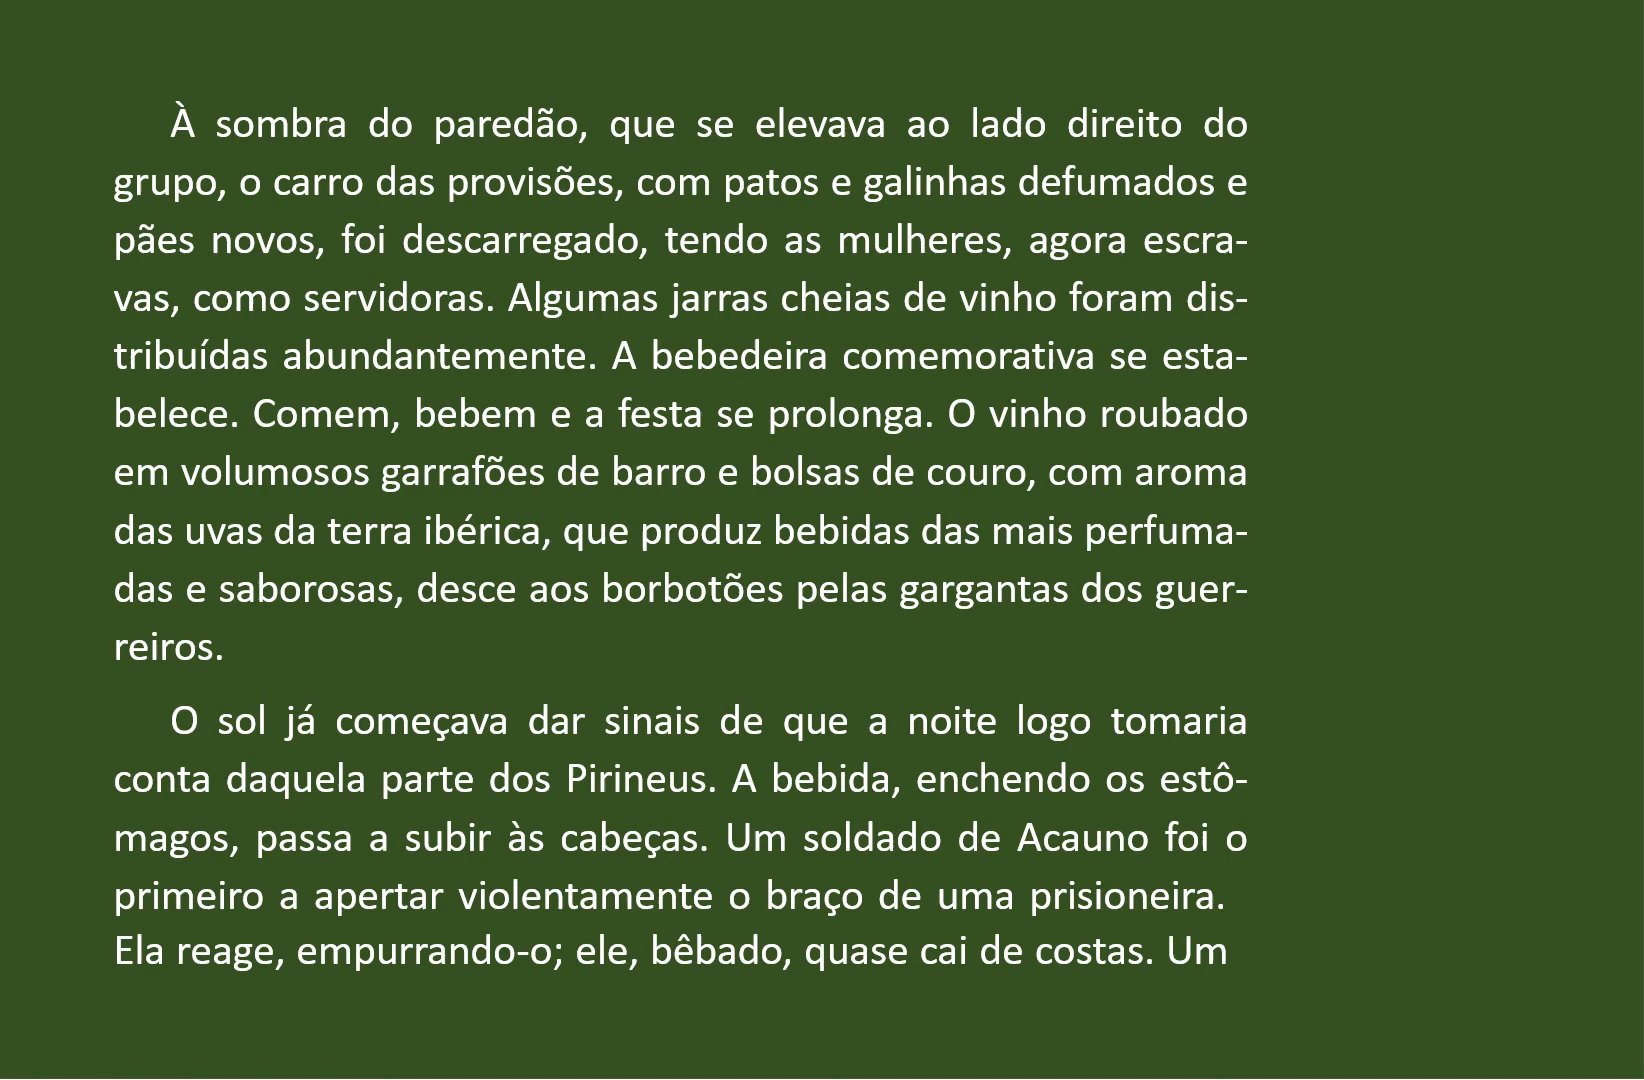 À sombra do paredão, que se elevava ao lado direito do
grupo, o carro das provisões, com patos e galinhas defumados e
pães novos, foi descarregado, tendo as mulheres, agora escra-
vas, como servidoras. Algumas jarras cheias de vinho foram dis-
tribuídas abundantemente. A bebedeira comemorativa se esta-
belece. Comem, bebem e a festa se prolonga. O vinho roubado
em volumosos garrafões de barro e bolsas de couro, com aroma
das uvas da terra ibérica, que produz bebidas das mais perfuma-
das e saborosas, desce aos borbotões pelas gargantas dos guer-
reiros.
O sol já começava dar sinais de que a noite logo tomaria
conta daquela parte dos Pirineus. A bebida, enchendo os estô-
magos, passa a subir às cabeças. Um soldado de Acauno foi o
primeiro a apertar violentamente o braço de uma prisioneira.
Ela reage, empurrando-o; ele, bêbado, quase cai de costas. Um